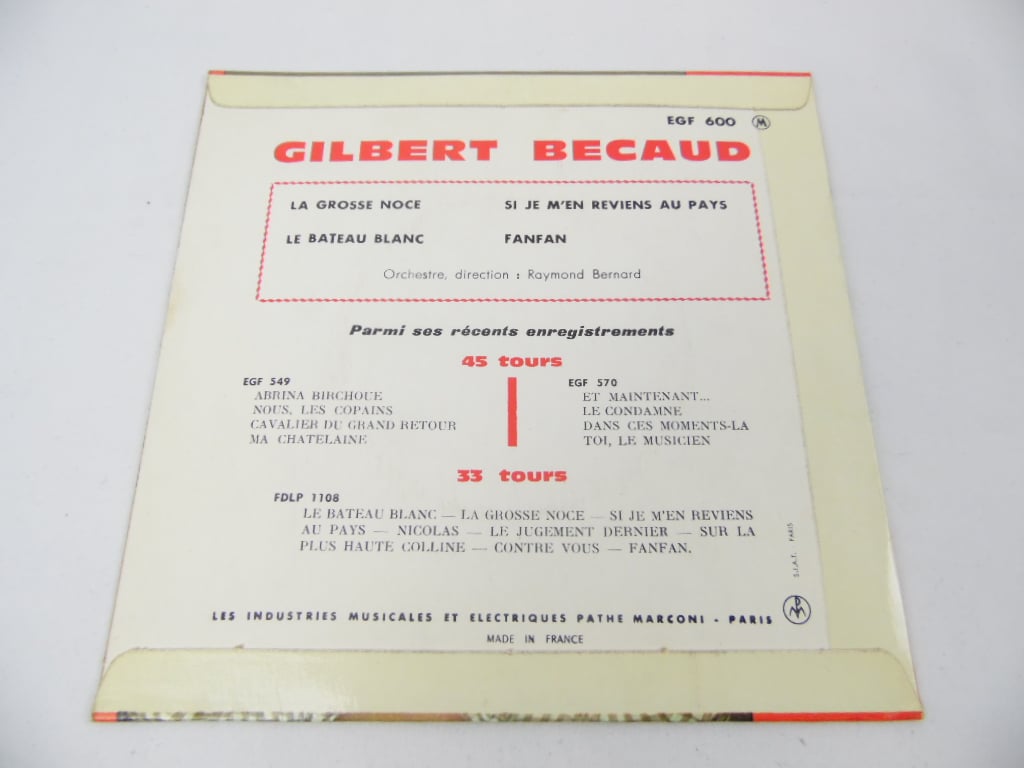 EGF 600 M
GILBERT BECAUD
LA GROSSE NOCE SI JE M'EN REVIENS AU PAYS
LE BATEAU BLANC FANFAN
Orchestre, direction : Raymond Bernard
Parmi ses récents enregistrements
45 tours
EGF 549
ABRINA BIRCHOUE
NOUS, LES COPAINS
CAVALIER DU GRAND RETOUR
MA CHATELAINE
EGF 570
ET MAINTENANT...
LE CONDAMNE
DANS CES MOMENTS-LA
TOI, LE MUSICIEN
33 tours
FDLP 1108
LE BATEAU BLANC — LA GROSSE NOCE — SI JE M'EN REVIENS
AU PAYS — NICOLAS — LE JUGEMENT DERNIER — SUR LA
PLUS HAUTE COLLINE — CONTRE VOUS — FANFAN.
S.I.A.T. PARIS
LES INDUSTRIES MUSICALES ET ELECTRIQUES PATHE MARCONI - PARIS
MADE IN FRANCE